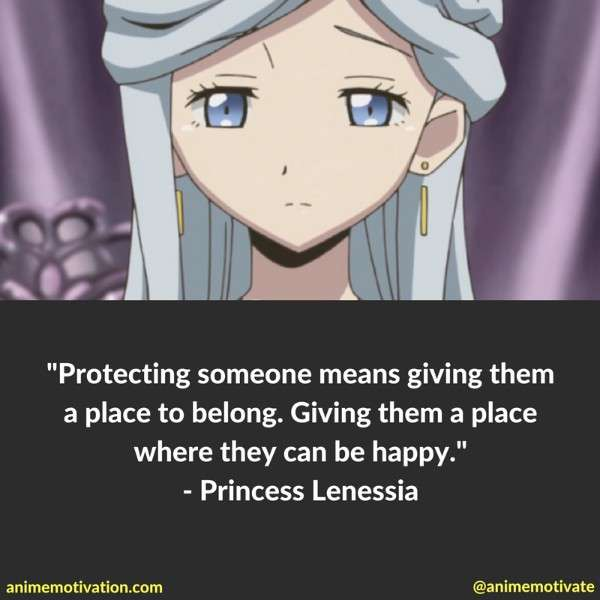 "Protecting someone means giving them
a place to belong. Giving them a place
where they can be happy."
- Princess Lenessia
animemotivation.com
@animemotivate